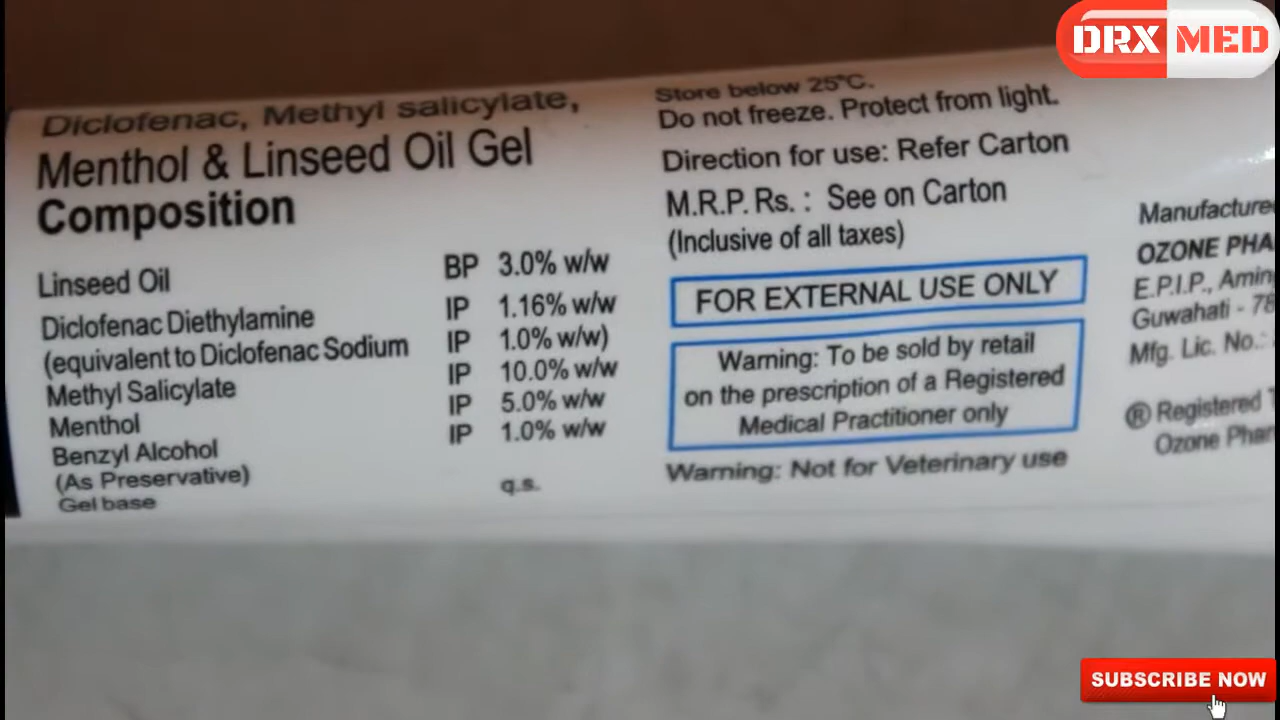 DRX MED
Diclofenac, Methyl salicylate,
Menthol & Linseed Oil Gel
Composition
Linseed Oil BP 3.0% w/w
Diclofenac Diethylamine IP 1.16% w/w
(equivalent to Diclofenac Sodium IP 1.0% w/w)
Methyl Salicylate IP 10.0% w/w
Menthol IP 5.0% w/w
Benzyl Alcohol IP 1.0% w/w
(As Preservative)
Gel base q.s.
Store below 25°C.
Do not freeze. Protect from light.
Direction for use: Refer Carton
M.R.P. Rs. : See on Carton
(Inclusive of all taxes)
FOR EXTERNAL USE ONLY
Warning: To be sold by retail
on the prescription of a Registered
Medical Practitioner only
Warning: Not for Veterinary use
OZONE
E.P.I.P.,
Guwahati -
Mfg. Lic. No.:
® Registered
Ozone
SUBSCRIBE NOW